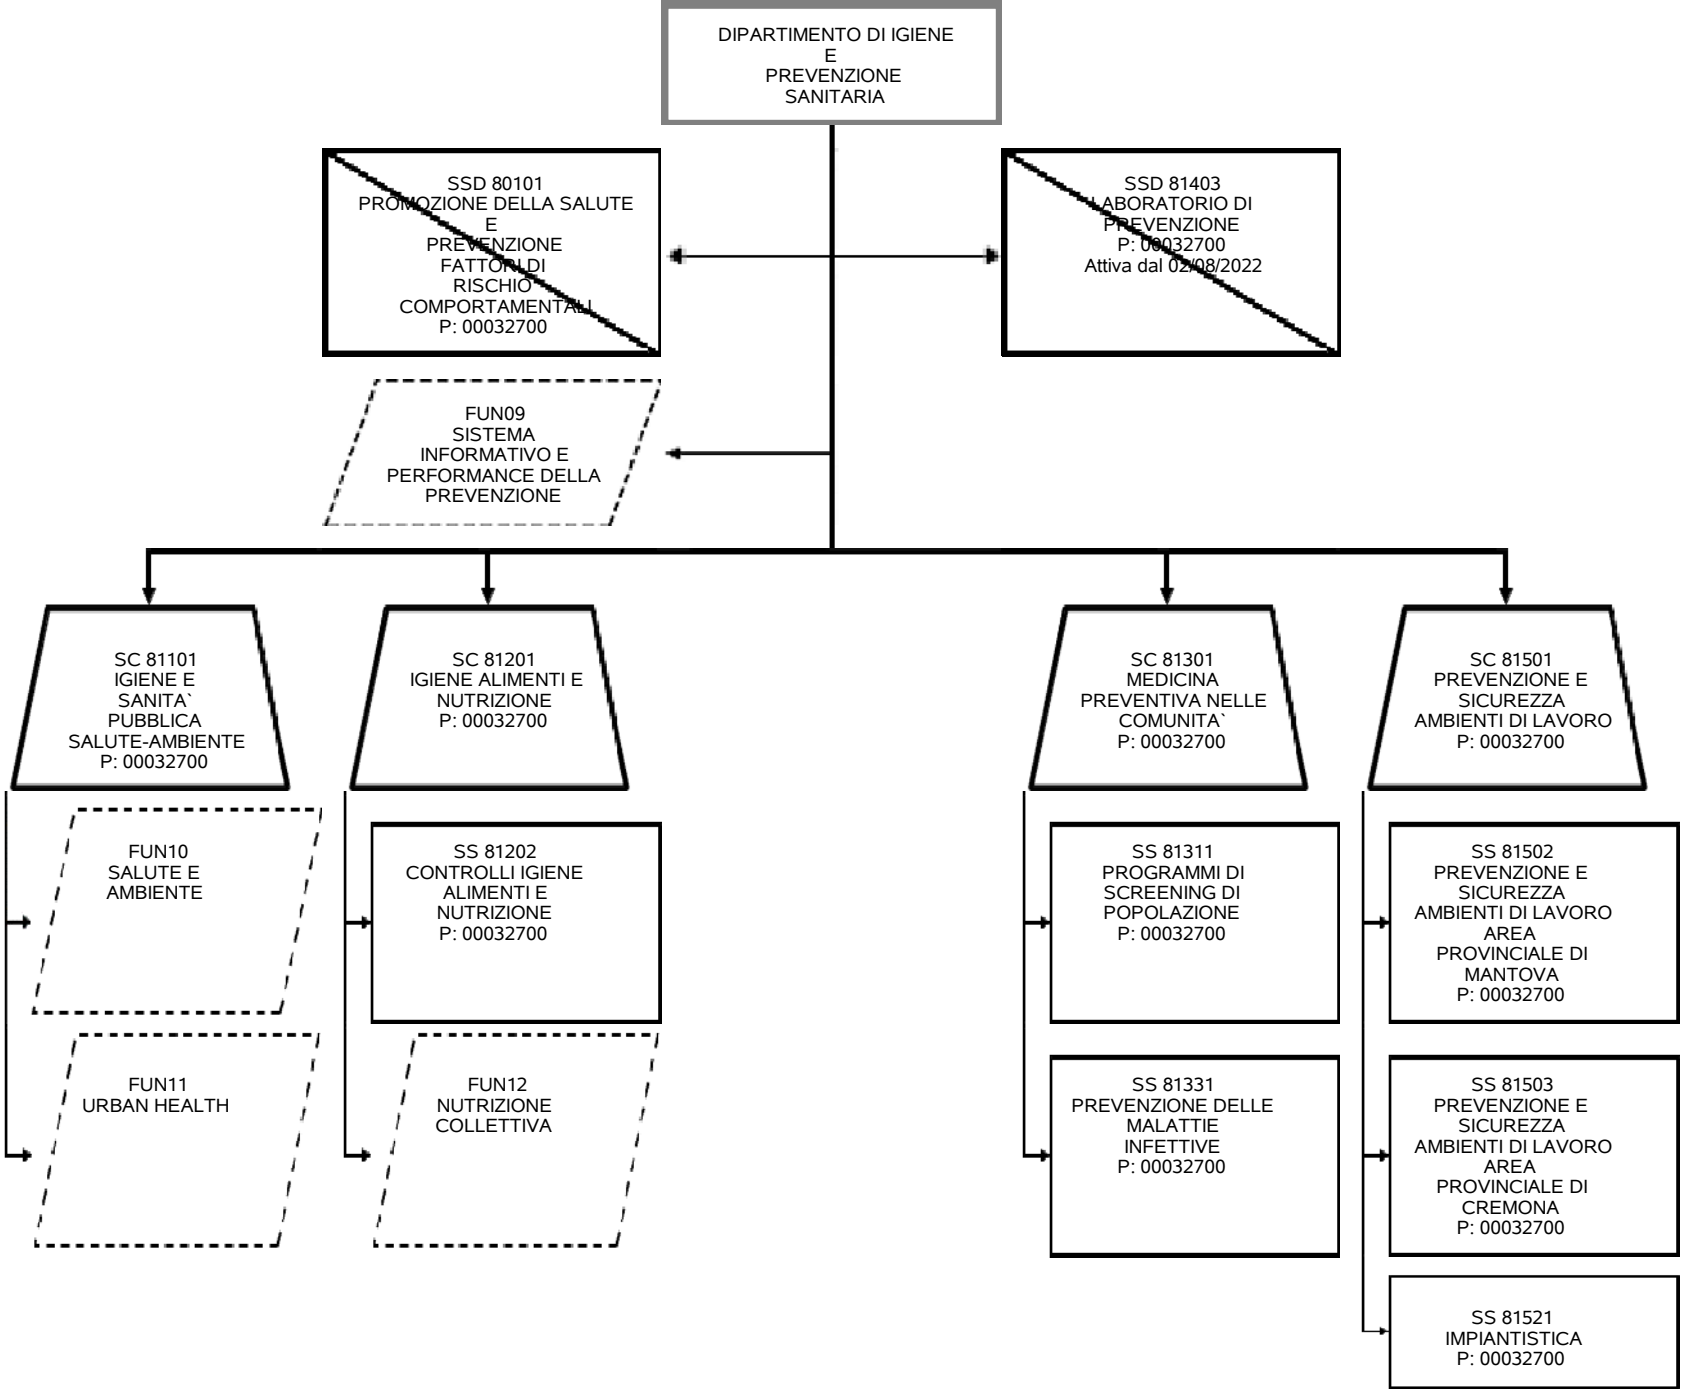 DIPARTIMENTO DI IGIENE
E
PREVENZIONE
SANITARIA
SSD 80101
PROMOZIONE DELLA SALUTE
E
PREVENZIONE
FATTORI DI
RISCHIO
COMPORTAMENTALI
P: 00032700
SSD 81403
LABORATORIO DI
PREVENZIONE
P: 00032700
Attiva dal 02/08/2022
FUN09
SISTEMA
INFORMATIVO E
PERFORMANCE DELLA
PREVENZIONE
SC 81101
IGIENE E
SANITA`
PUBBLICA
SALUTE-AMBIENTE
P: 00032700
SC 81201
IGIENE ALIMENTI E
NUTRIZIONE
P: 00032700
SC 81301
MEDICINA
PREVENTIVA NELLE
COMUNITA`
P: 00032700
SC 81501
PREVENZIONE E
SICUREZZA
AMBIENTI DI LAVORO
P: 00032700
FUN10
SALUTE E
AMBIENTE
SS 81202
CONTROLLI IGIENE
ALIMENTI E
NUTRIZIONE
P: 00032700
SS 81311
PROGRAMMI DI
SCREENING DI
POPOLAZIONE
P: 00032700
SS 81502
PREVENZIONE E
SICUREZZA
AMBIENTI DI LAVORO
AREA
PROVINCIALE DI
MANTOVA
P: 00032700
FUN11
URBAN HEALTH
FUN12
NUTRIZIONE
COLLETTIVA
SS 81331
PREVENZIONE DELLE
MALATTIE
INFETTIVE
P: 00032700
SS 81503
PREVENZIONE E
SICUREZZA
AMBIENTI DI LAVORO
AREA
PROVINCIALE DI
CREMONA
P: 00032700
SS 81521
IMPIANTISTICA
P: 00032700